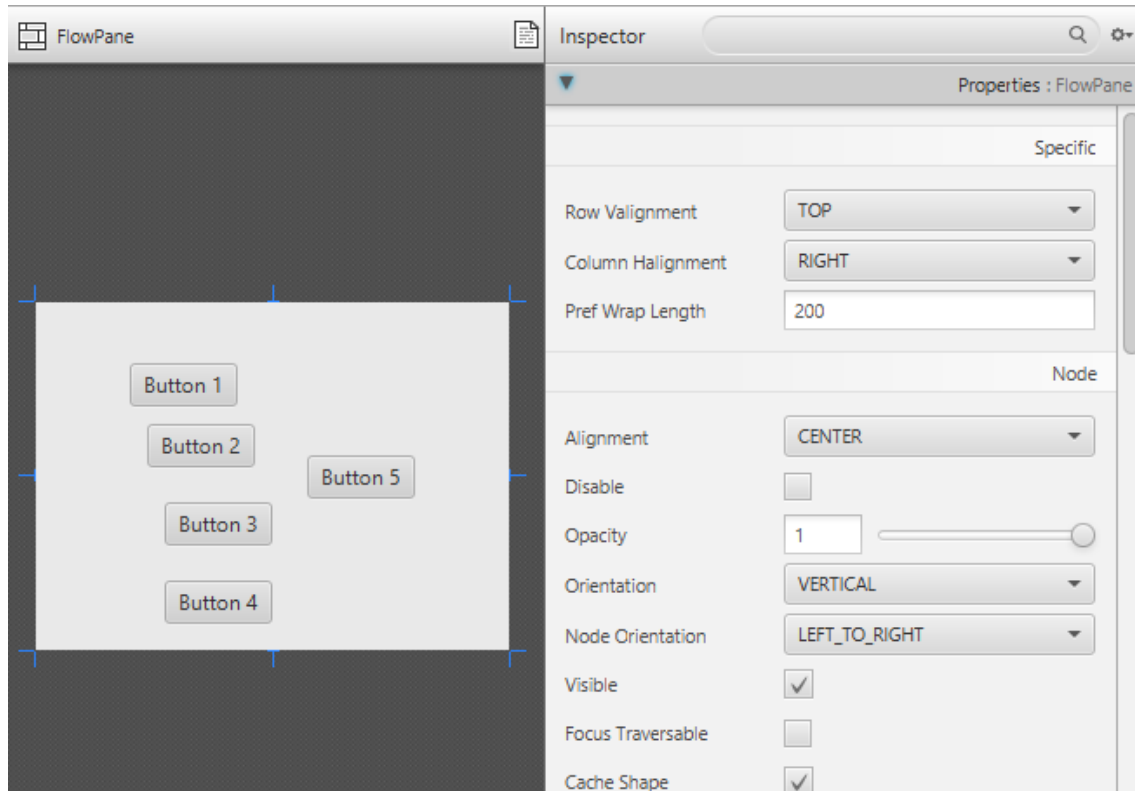 FlowPane
Inspector
Properties : FlowPane
Specific
Row Valignment TOP
Column Halignment RIGHT
Pref Wrap Length 200
Node
Alignment CENTER
Disable
Opacity 1
Orientation VERTICAL
Node Orientation LEFT_TO_RIGHT
Visible
Focus Traversable
Cache Shape
Button 1
Button 2
Button 5
Button 3
Button 4